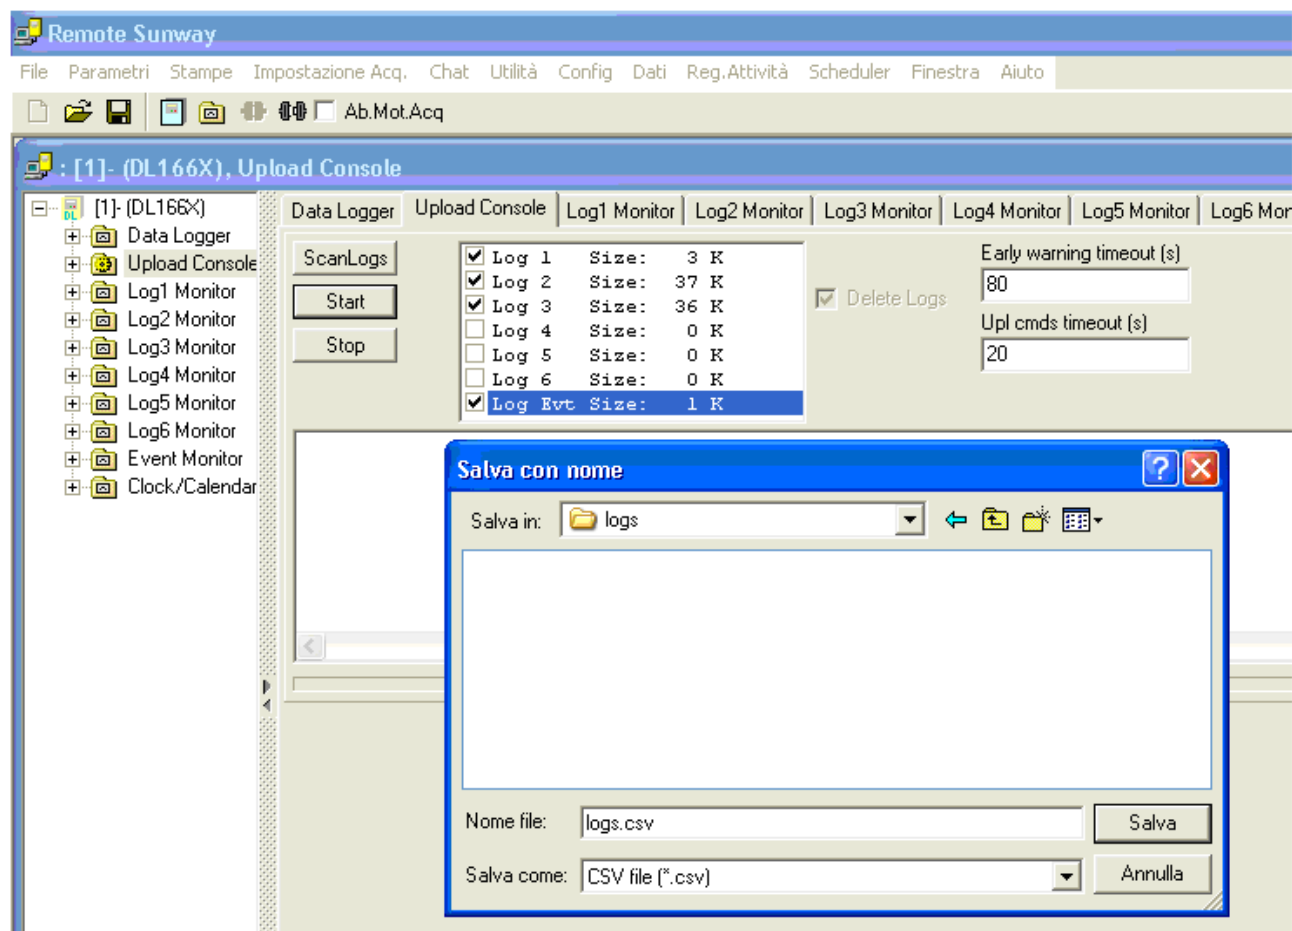 Remote Sunway
File Parametri Stampe Impostazione Acq. Chat Utilità Config Dati Reg.Attività Scheduler Finestra Aiuto
Ab.Mot.Acq
: [1]- (DL166X), Upload Console
[1]- (DL166X)
Data Logger
Upload Console
Log1 Monitor
Log2 Monitor
Log3 Monitor
Log4 Monitor
Log5 Monitor
Log6 Monitor
Event Monitor
Clock/Calendar
Data Logger Upload Console Log1 Monitor Log2 Monitor Log3 Monitor Log4 Monitor Log5 Monitor Log6 Mor
ScanLogs
Start
Stop
Log 1 Size: 3 K
Log 2 Size: 37 K
Log 3 Size: 36 K
Log 4 Size: 0 K
Log 5 Size: 0 K
Log 6 Size: 0 K
Log Evt Size: 1 K
Delete Logs
Early warning timeout (s)
80
Upl cmds timeout (s)
20
Salva con nome
Salva in: logs
Nome file: logs.csv Salva
Salva come: CSV file (*.csv) Annulla